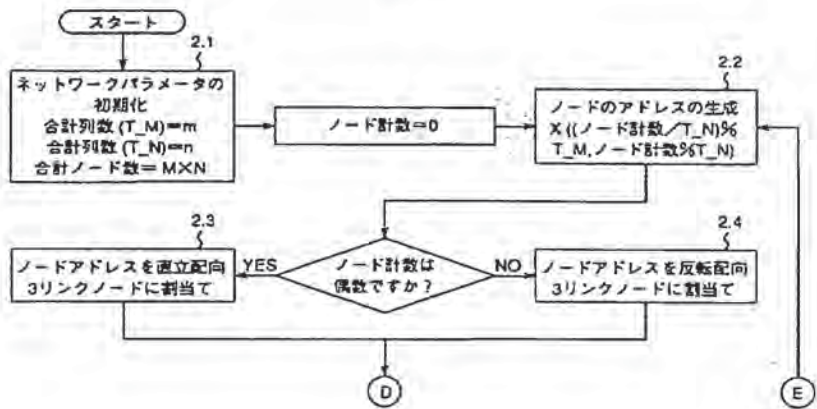 スタート
2.1
ネットワークパラメータの
初期化
合計列数(T_M)=m
合計列数(T_N)=n
合計ノード数=M×N
ノード計数=0
2.2
ノードのアドレスの生成
X{(ノード計数/T_N)%
T_M,ノード計数%T_N}
2.3
ノードアドレスを直立配向
3リンクノードに割当て
YES
ノード計数は
偶数ですか?
NO
2.4
ノードアドレスを反転配向
3リンクノードに割当て
D
E